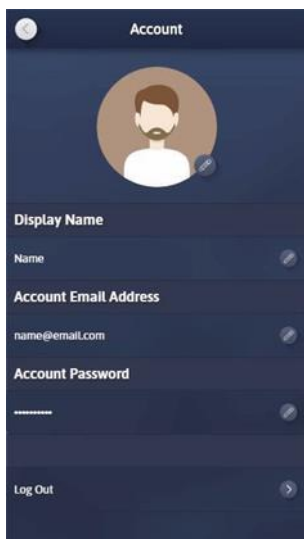 Account
Display Name
Name
Account Email Address
name@email.com
Account Password
••••••••••
Log Out